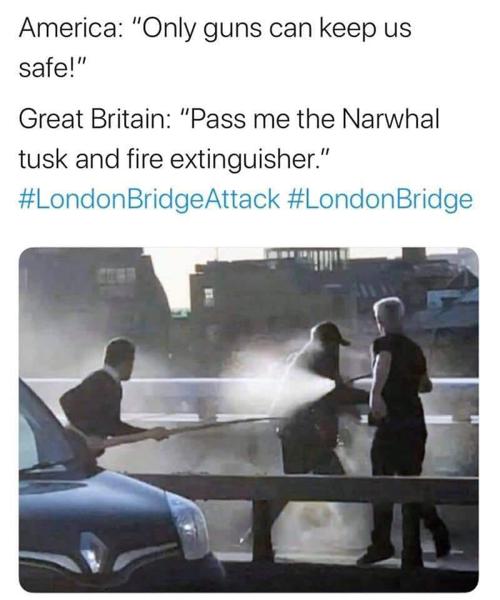 America: "Only guns can keep us
safe!"
Great Britain: "Pass me the Narwhal
tusk and fire extinguisher."
#LondonBridgeAttack #LondonBridge